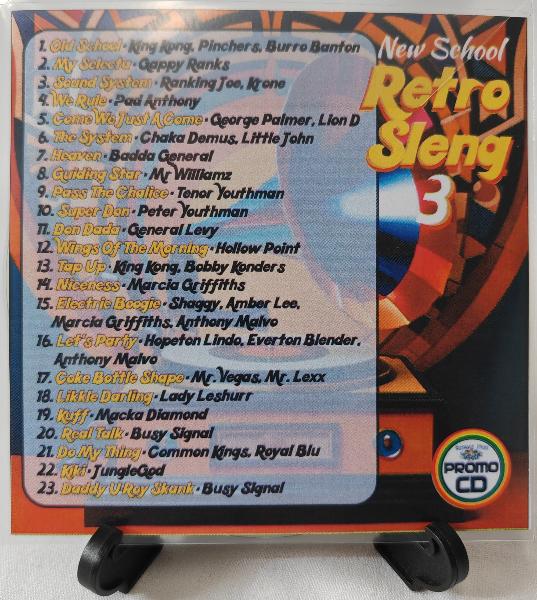 1. Old School • King Kong, Pinchers, Burro Banton
2. My Selecta • Gappy Ranks
3. Sound System • Ranking Joe, Krone
4. We Rule • Pad Anthony
5. Come We Just A Come • George Palmer, Lion D
6. The System • Chaka Demus, Little John
7. Heaven • Badda General
8. Guiding Star • Mr Williamz
9. Pass The Chalice • Tenor Youthman
10. Super Don • Peter Youthman
11. Don Dada • General Levy
12. Wings Of The Morning • Hollow Point
13. Tap Up • King Kong, Bobby Konders
14. Niceness • Marcia Griffiths
15. Electric Boogie • Shaggy, Amber Lee,
Marcia Griffiths, Anthony Malvo
16. Let's Party • Hopeton Lindo, Everton Blender,
Anthony Malvo
17. Coke Bottle Shape • Mr. Vegas, Mr. Lexx
18. Likkle Darling • Lady Leshurr
19. Kuff • Macka Diamond
20. Real Talk • Busy Signal
21. Do My Thing • Common Kings, Royal Blu
22. Kiki • JungleGod
23. Daddy U-Roy Skank • Busy Signal
New School
Retro
Sleng
3
PROMO
CD